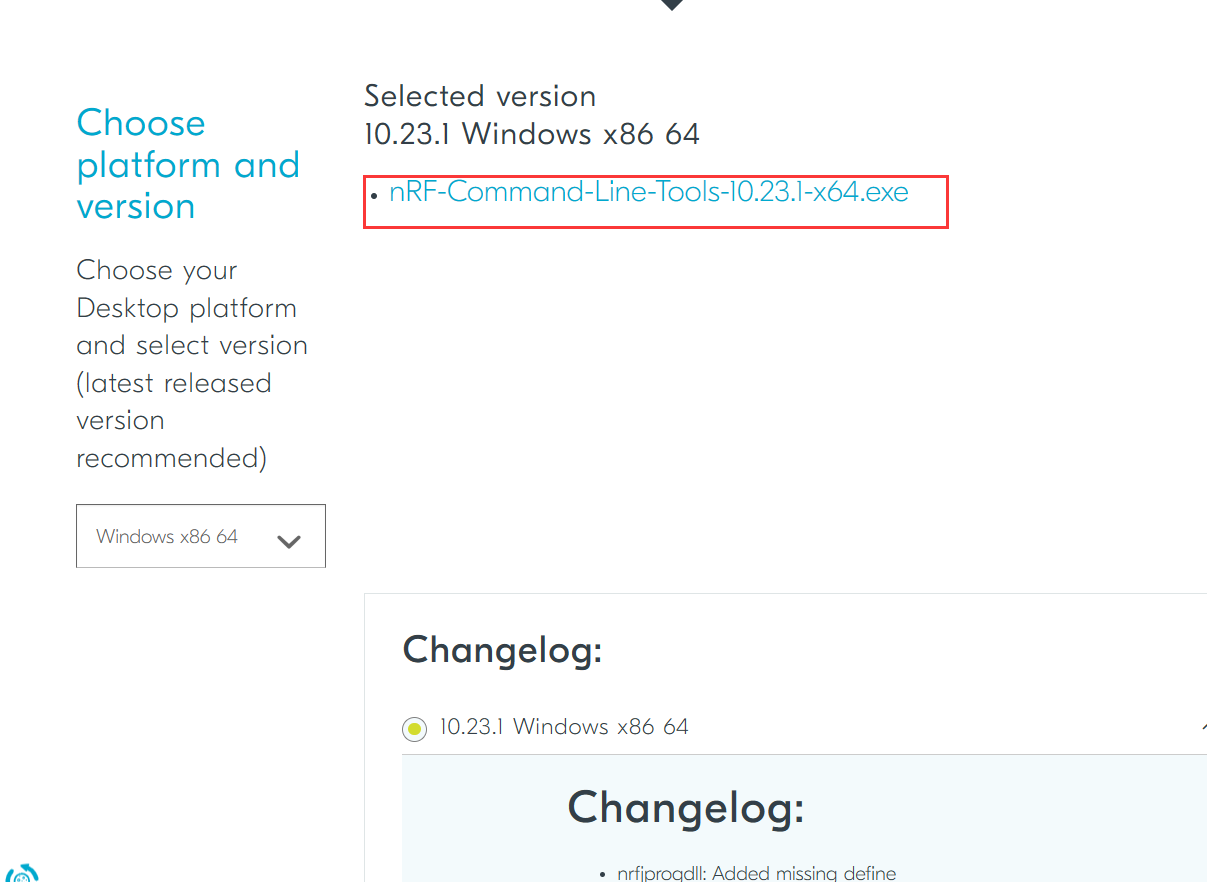 Choose
platform and
version
Choose your
Desktop platform
and select version
(latest released
version
recommended)
Windows x86 64
Selected version
10.23.1 Windows x86 64
• nRF-Command-Line-Tools-10.23.1-x64.exe
Changelog:
10.23.1 Windows x86 64
Changelog:
• nrfjprogdll: Added missing define